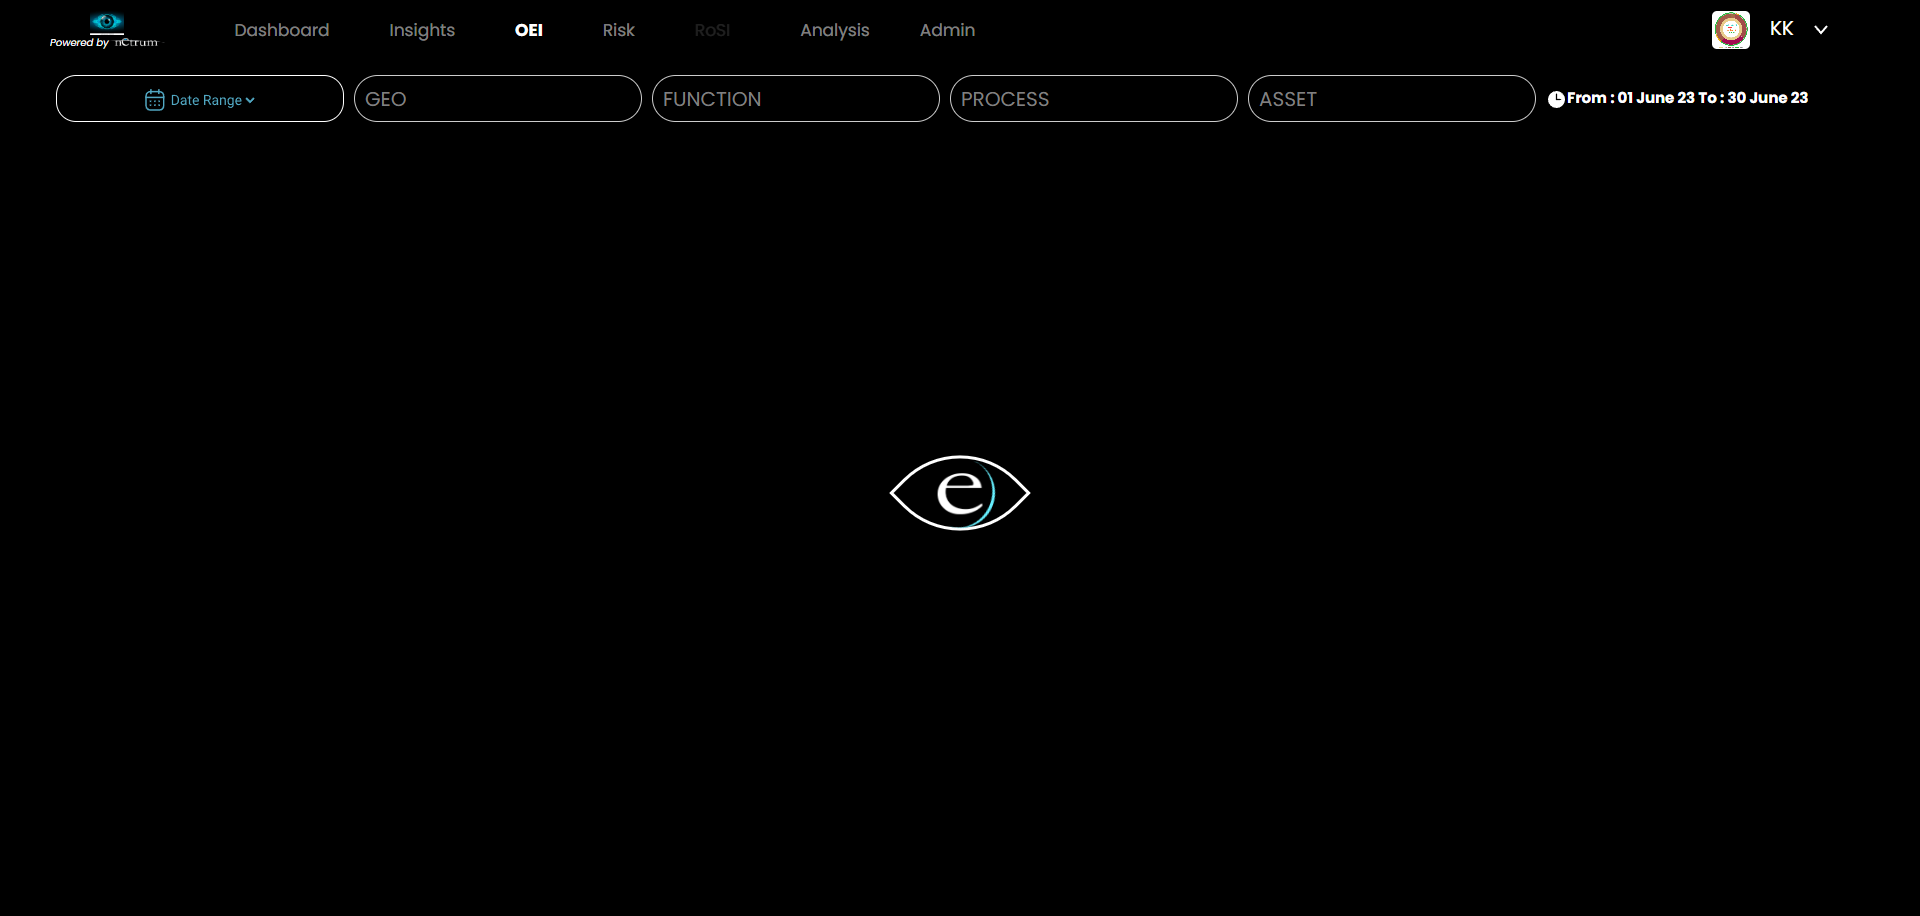 Dashboard Insights OEI Risk RoSI Analysis Admin KK
Powered by nCtrum
Date Range GEO FUNCTION PROCESS ASSET From : 01 June 23 To : 30 June 23
e